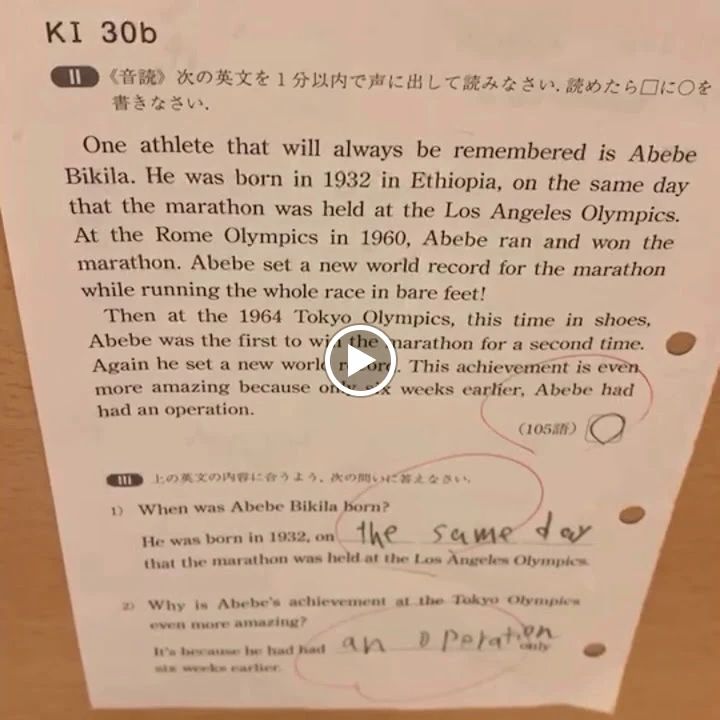 KI 30b
II 《音読》次の英文を1分以内で声に出して読みなさい. 読めたら□に○を
書きなさい.
One athlete that will always be remembered is Abebe
Bikila. He was born in 1932 in Ethiopia, on the same day
that the marathon was held at the Los Angeles Olympics.
At the Rome Olympics in 1960, Abebe ran and won the
marathon. Abebe set a new world record for the marathon
while running the whole race in bare feet!
Then at the 1964 Tokyo Olympics, this time in shoes,
Abebe was the first to win the marathon for a second time.
Again he set a new world record. This achievement is even
more amazing because only six weeks earlier, Abebe had
had an operation.
(105語)
III 上の英文の内容に合うよう, 次の問いに答えなさい.
1) When was Abebe Bikila born?
He was born in 1932, on the same day
that the marathon was held at the Los Angeles Olympics.
2) Why is Abebe's achievement at the Tokyo Olympics
even more amazing?
It's because he had had an operation only
six weeks earlier.